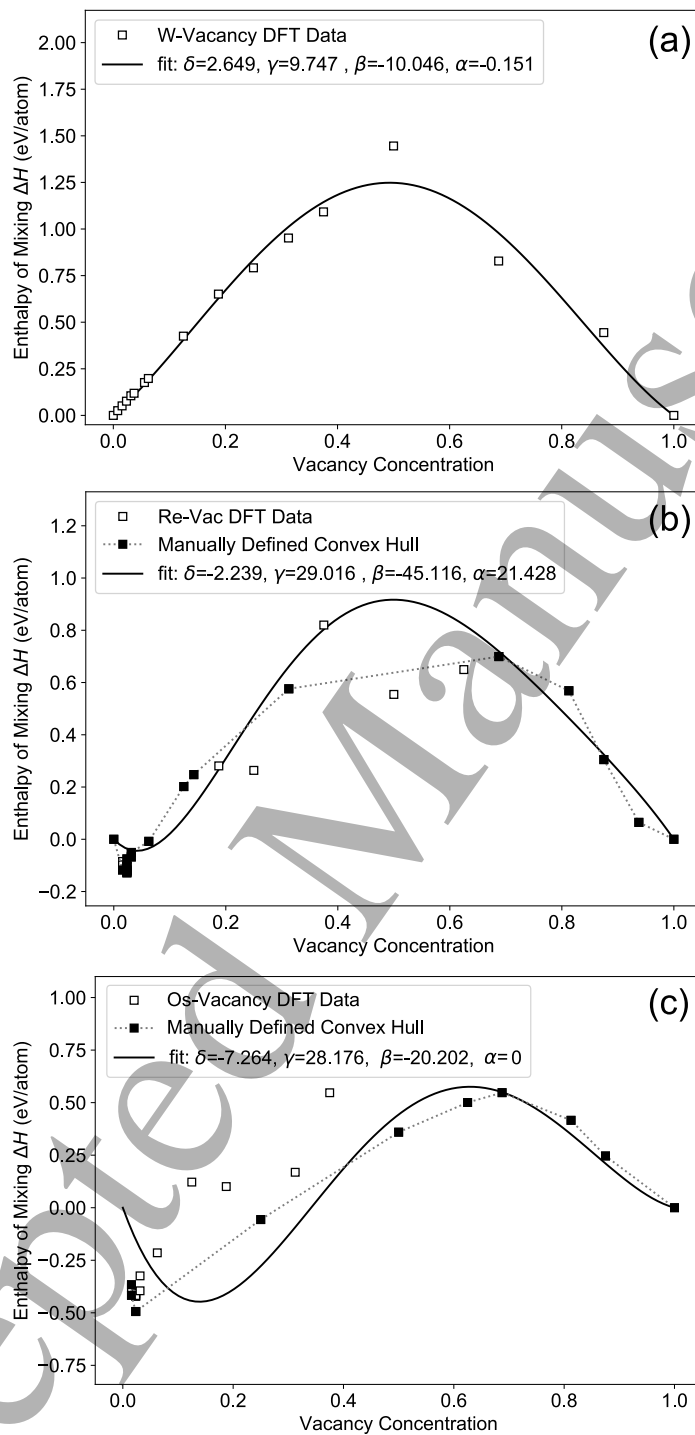 (a)
W-Vacancy DFT Data
fit: δ=2.649, γ=9.747 , β=-10.046, α=-0.151
Enthalpy of Mixing ΔH (eV/atom)
2.00
1.75
1.50
1.25
1.00
0.75
0.50
0.25
0.00
0.0 0.2 0.4 0.6 0.8 1.0
Vacancy Concentration
(b)
Re-Vac DFT Data
Manually Defined Convex Hull
fit: δ=-2.239, γ=29.016 , β=-45.116, α=21.428
Enthalpy of Mixing ΔH (eV/atom)
1.2
1.0
0.8
0.6
0.4
0.2
0.0
−0.2
0.0 0.2 0.4 0.6 0.8 1.0
Vacancy Concentration
(c)
Os-Vacancy DFT Data
Manually Defined Convex Hull
fit: δ=-7.264, γ=28.176, β=-20.202, α=0
Enthalpy of Mixing ΔH (eV/atom)
1.00
0.75
0.50
0.25
0.00
−0.25
−0.50
−0.75
0.0 0.2 0.4 0.6 0.8 1.0
Vacancy Concentration
epted Manus